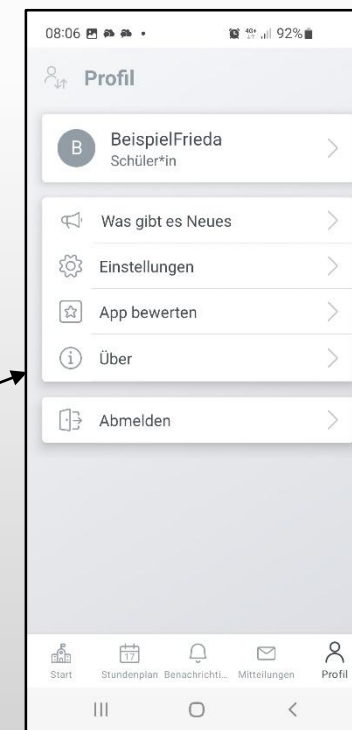 08:06 92%
Profil
B BeispielFrieda
Schüler*in
Was gibt es Neues
Einstellungen
App bewerten
Über
Abmelden
17
Start Stundenplan Benachrichti... Mitteilungen Profil